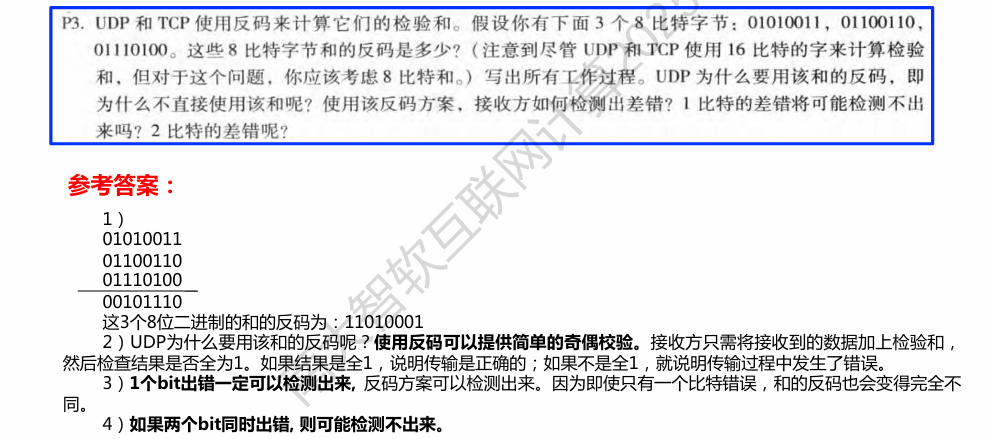 P3. UDP 和 TCP 使用反码来计算它们的检验和。假设你有下面 3 个 8 比特字节：01010011，01100110，
01110100。这些 8 比特字节和的反码是多少？（注意到尽管 UDP 和 TCP 使用 16 比特的字来计算检验
和，但对于这个问题，你应该考虑 8 比特和。）写出所有工作过程。UDP 为什么要用该和的反码，即
为什么不直接使用该和呢？使用该反码方案，接收方如何检测出差错？1 比特的差错将可能检测不出
来吗？2 比特的差错呢？
参考答案：
1）
01010011
01100110
01110100
00101110
这3个8位二进制的和的反码为：11010001
2）UDP为什么要用该和的反码呢？使用反码可以提供简单的奇偶校验。接收方只需将接收到的数据加上检验和，
然后检查结果是否全为1。如果结果是全1，说明传输是正确的；如果不是全1，就说明传输过程中发生了错误。
3）1个bit出错一定可以检测出来, 反码方案可以检测出来。因为即使只有一个比特错误，和的反码也会变得完全不
同。
4）如果两个bit同时出错, 则可能检测不出来。
智软互联网计算202